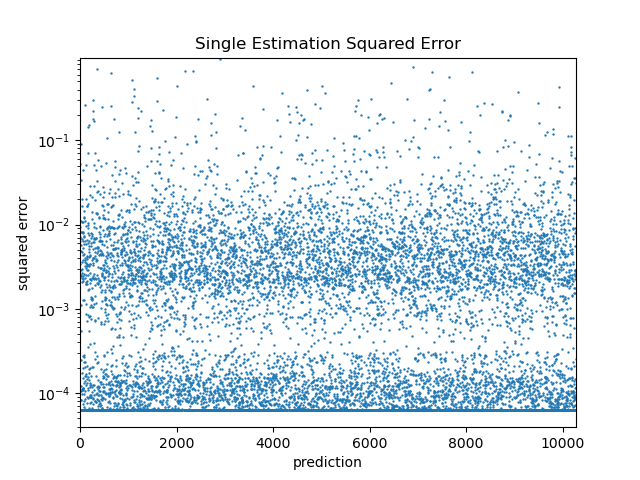 Single Estimation Squared Error
squared error
10⁻¹
10⁻²
10⁻³
10⁻⁴
0 2000 4000 6000 8000 10000
prediction